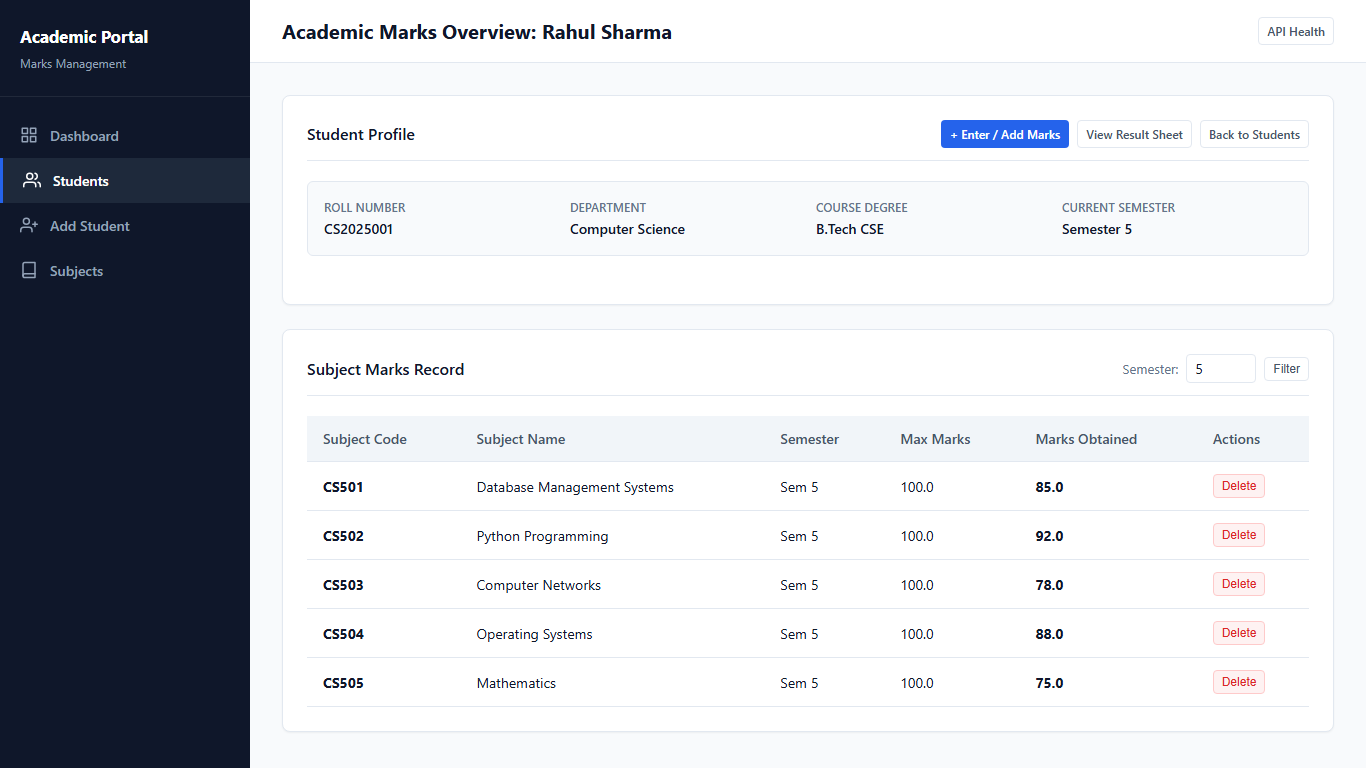 Academic Portal
Marks Management
Dashboard
Students
Add Student
Subjects
Academic Marks Overview: Rahul Sharma
API Health
Student Profile
+ Enter / Add Marks
View Result Sheet
Back to Students
ROLL NUMBER DEPARTMENT COURSE DEGREE CURRENT SEMESTER
CS2025001 Computer Science B.Tech CSE Semester 5
Subject Marks Record
Semester: 5 Filter
Subject Code Subject Name Semester Max Marks Marks Obtained Actions
CS501 Database Management Systems Sem 5 100.0 85.0 Delete
CS502 Python Programming Sem 5 100.0 92.0 Delete
CS503 Computer Networks Sem 5 100.0 78.0 Delete
CS504 Operating Systems Sem 5 100.0 88.0 Delete
CS505 Mathematics Sem 5 100.0 75.0 Delete